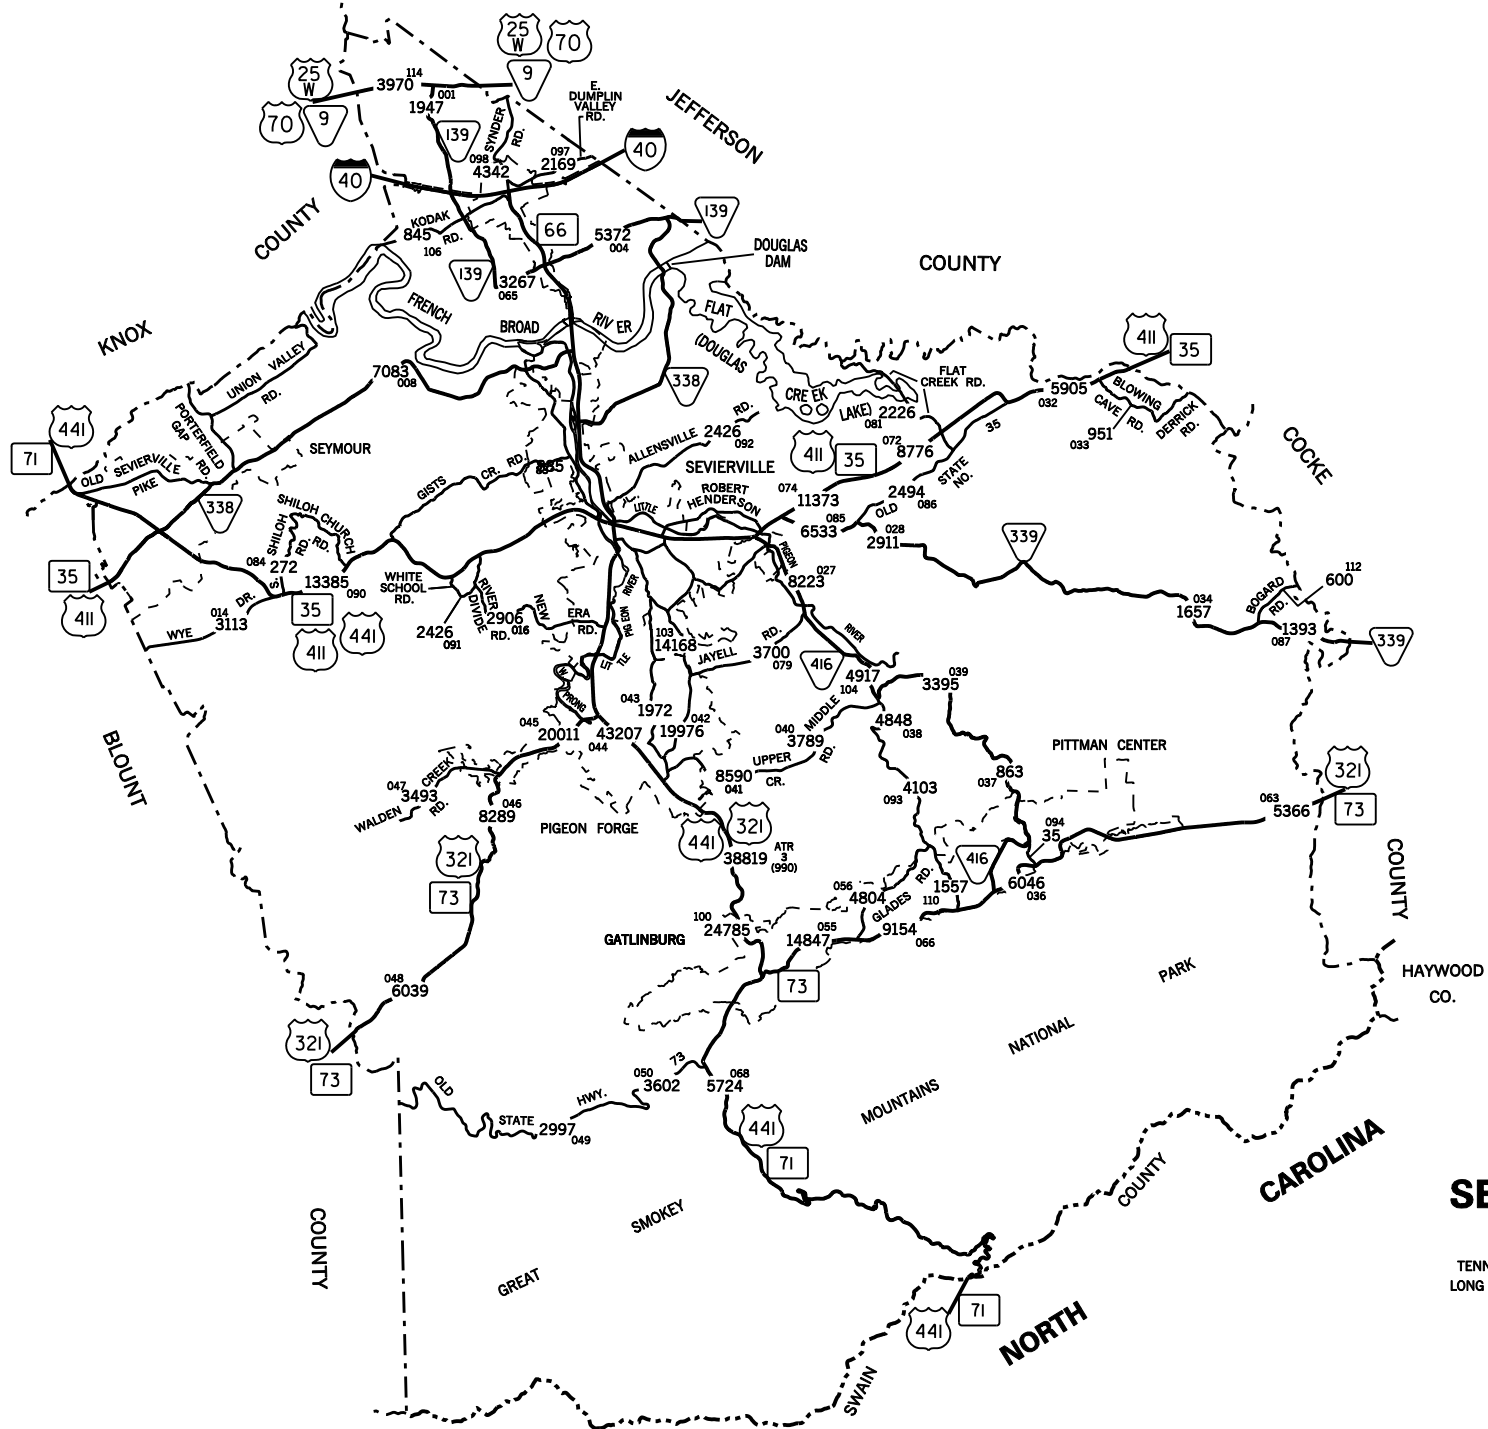 25
W
70
9
25
W
70
9
3970
114
001
1947
139
SYNDER
RD.
E.
DUMPLIN
VALLEY
RD.
JEFFERSON
40
098
4342
097
2169
40
KODAK
RD.
845
106
66
5372
004
139
COUNTY
139
3267
065
DOUGLAS
DAM
COUNTY
FRENCH
BROAD
RIVER
FLAT
CREEK
(DOUGLAS
LAKE)
KNOX
UNION VALLEY
RD.
7083
008
338
411
35
FLAT
CREEK RD.
5905
032
BLOWING
CAVE RD.
DERRICK
RD.
951
033
35
2226
081
072
8776
411
35
STATE
NO.
COCKE
441
71
PORTERFIELD
GAP
RD.
OLD SEVIERVILLE
PIKE
SEYMOUR
338
ALLENSVILLE
RD.
2426
092
SEVIERVILLE
GISTS CR. RD.
LITTLE
ROBERT
HENDERSON
074
11373
2494
086
OLD
085
6533
028
2911
339
SHILOH CHURCH
RD.
S. SHILOH
RD.
084
272
13385
090
35
411
441
35
411
WYE DR.
014
3113
WHITE
SCHOOL
RD.
2426
091
RIVER
DIVIDE
RD.
2906
016
NEW ERA
RD.
RIVER
PIGEON
LITTLE
W
PRONG
PIGEON
8223
027
RIVER
103
14168
JAYELL
RD.
3700
079
416
4917
104
3395
039
034
1657
BOGARD
RD.
600
112
1393
087
339
BLOUNT
043
1972
19976
042
040
3789
MIDDLE
UPPER
CR.
RD.
4848
038
045
20011
43207
044
8590
041
PITTMAN CENTER
863
037
4103
093
321
73
063
5366
WALDEN CREEK
RD.
047
3493
046
8289
PIGEON FORGE
441
321
38819
ATR
3
(990)
094
35
416
6046
036
321
73
056
4804
GLADES RD.
1557
110
9154
066
055
14847
100
24785
GATLINBURG
73
COUNTY
HAYWOOD
CO.
048
6039
321
73
GREAT SMOKEY MOUNTAINS NATIONAL PARK
OLD
STATE
HWY.
73
2997
049
050
3602
5724
068
441
71
COUNTY
COUNTY
SWAIN
441
71
NORTH
CAROLINA
TENN
LONG